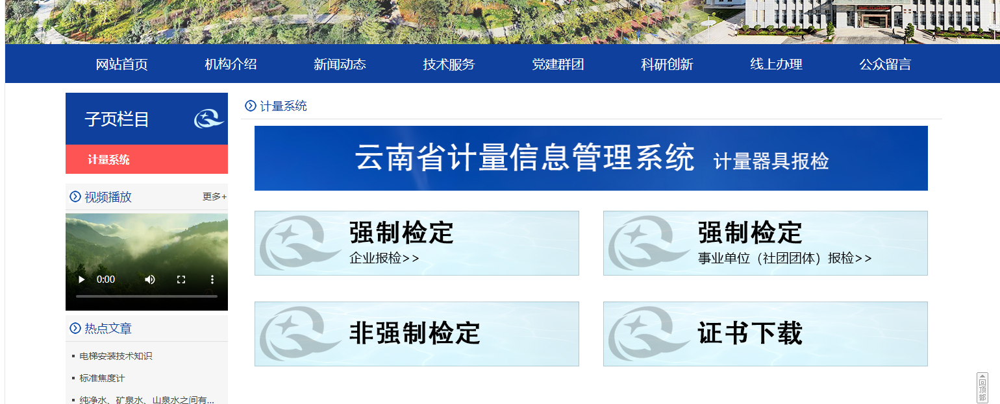 网站首页 机构介绍 新闻动态 技术服务 党建群团 科研创新 线上办理 公众留言
子页栏目
计量系统
视频播放 更多+
0:00
热点文章
电梯安装技术知识
标准焦度计
纯净水、矿泉水、山泉水之间有...
计量系统
云南省计量信息管理系统 计量器具报检
强制检定
企业报检>>
强制检定
事业单位（社团团体）报检>>
非强制检定
证书下载
回顶部